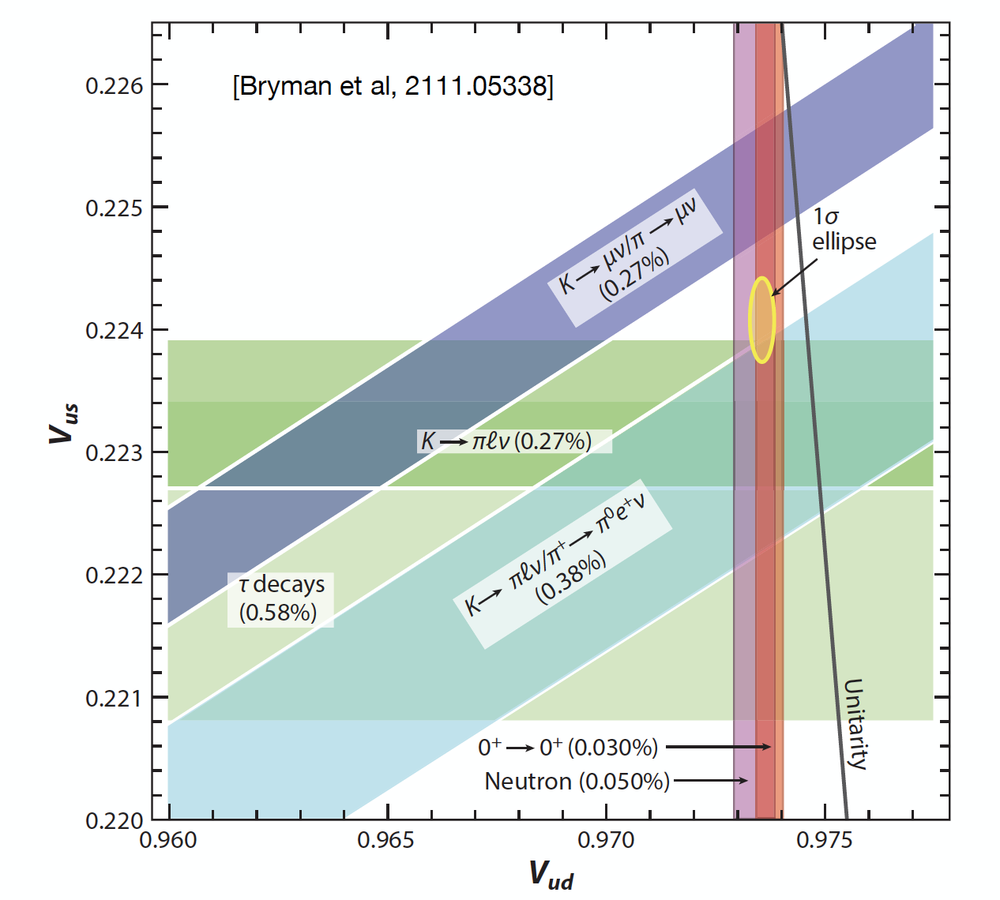 [Bryman et al, 2111.05338]
0.226
0.225
0.224
0.223
0.222
0.221
0.220
V_us
1σ
ellipse
K → μν/π → μν
(0.27%)
K → πℓν (0.27%)
K → πℓν/π⁺ → π⁰e⁺ν
(0.38%)
τ decays
(0.58%)
0⁺ → 0⁺ (0.030%)
Neutron (0.050%)
Unitarity
0.960
0.965
0.970
0.975
V_ud